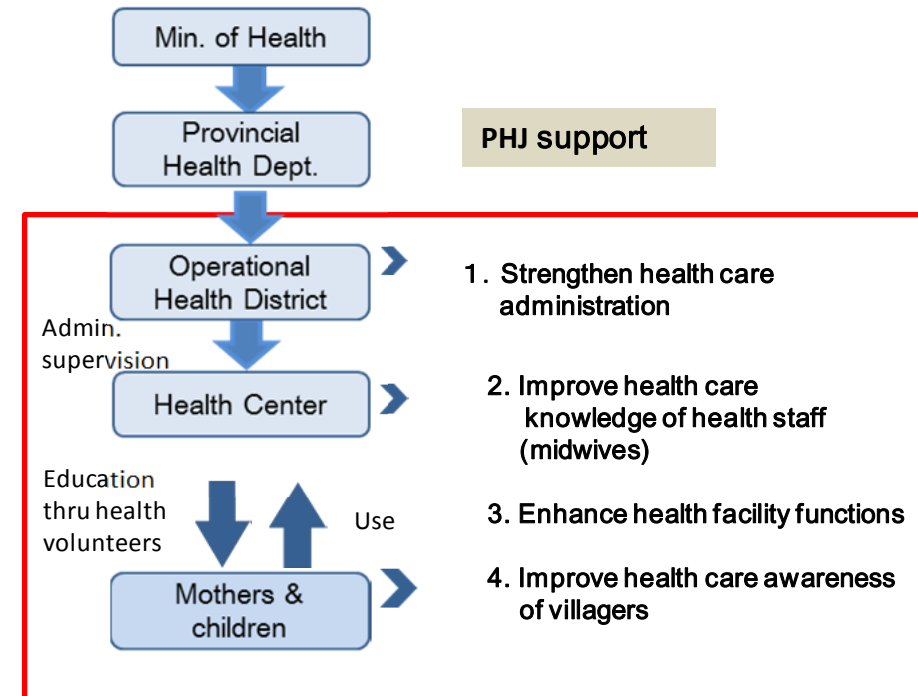 Min. of Health
Provincial
Health Dept.
PHJ support
Operational
Health District
1. Strengthen health care
administration
Admin.
supervision
Health Center
2. Improve health care
knowledge of health staff
(midwives)
Education
thru health
volunteers
Use
3. Enhance health facility functions
Mothers &
children
4. Improve health care awareness
of villagers